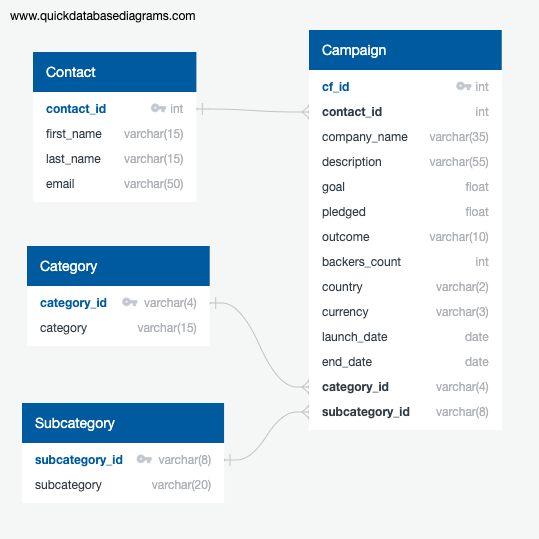 www.quickdatabasediagrams.com
Contact
contact_id int
first_name varchar(15)
last_name varchar(15)
email varchar(50)
Category
category_id varchar(4)
category varchar(15)
Subcategory
subcategory_id varchar(8)
subcategory varchar(20)
Campaign
cf_id int
contact_id int
company_name varchar(35)
description varchar(55)
goal float
pledged float
outcome varchar(10)
backers_count int
country varchar(2)
currency varchar(3)
launch_date date
end_date date
category_id varchar(4)
subcategory_id varchar(8)